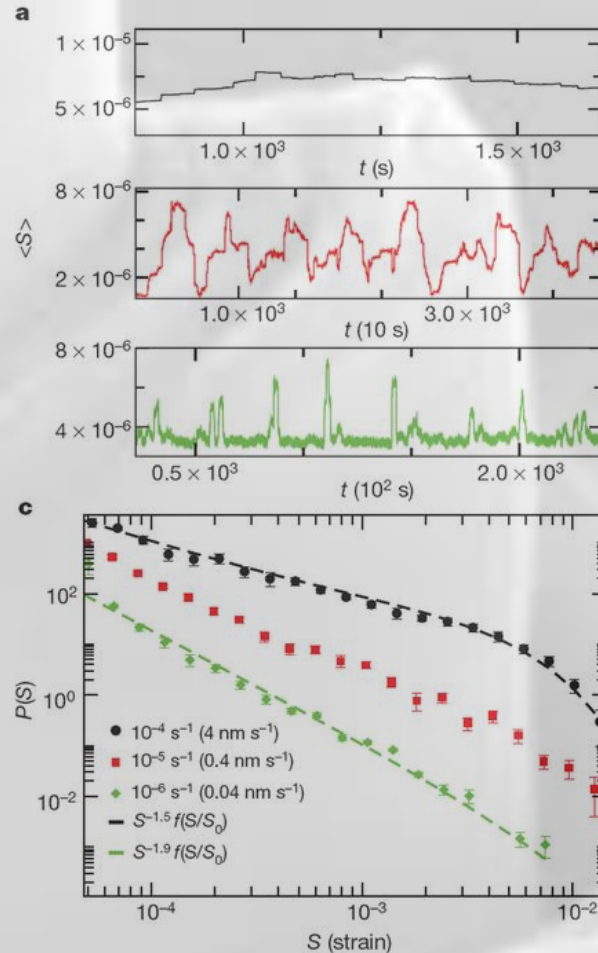 a
1 × 10⁻⁵
5 × 10⁻⁶
1.0 × 10³
1.5 × 10³
t (s)
8 × 10⁻⁶
2 × 10⁻⁶
<S>
1.0 × 10³
3.0 × 10³
t (10 s)
8 × 10⁻⁶
4 × 10⁻⁶
0.5 × 10³
2.0 × 10³
t (10² s)
c
10²
10⁰
10⁻²
P(S)
10⁻⁴ s⁻¹ (4 nm s⁻¹)
10⁻⁵ s⁻¹ (0.4 nm s⁻¹)
10⁻⁶ s⁻¹ (0.04 nm s⁻¹)
S⁻¹·⁵ f(S/S₀)
S⁻¹·⁹ f(S/S₀)
10⁻⁴
10⁻³
10⁻²
S (strain)